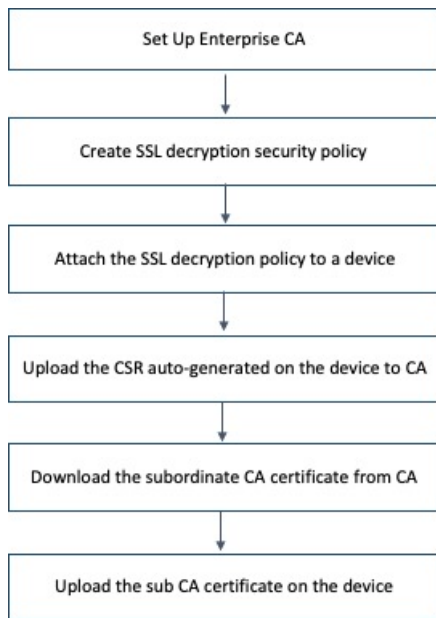 Set Up Enterprise CA
Create SSL decryption security policy
Attach the SSL decryption policy to a device
Upload the CSR auto-generated on the device to CA
Download the subordinate CA certificate from CA
Upload the sub CA certificate on the device